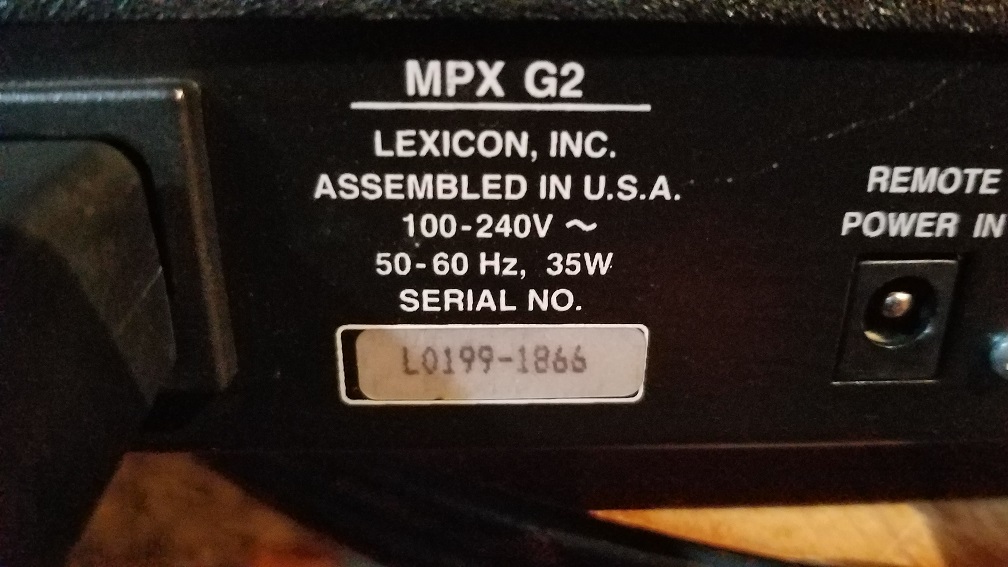 MPX G2
LEXICON, INC.
ASSEMBLED IN U.S.A.
100-240V ~
50-60 Hz, 35W
SERIAL NO.
L0199-1866
REMOTE
POWER IN